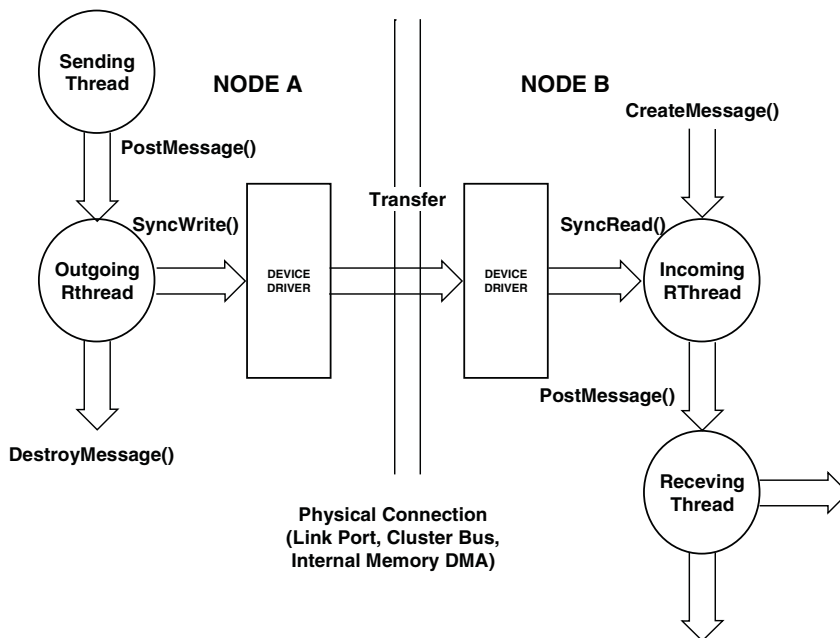 Sending
Thread
NODE A
NODE B
CreateMessage()
PostMessage()
Transfer
SyncWrite()
SyncRead()
Outgoing
Rthread
DEVICE
DRIVER
DEVICE
DRIVER
Incoming
RThread
PostMessage()
DestroyMessage()
Receving
Thread
Physical Connection
(Link Port, Cluster Bus,
Internal Memory DMA)